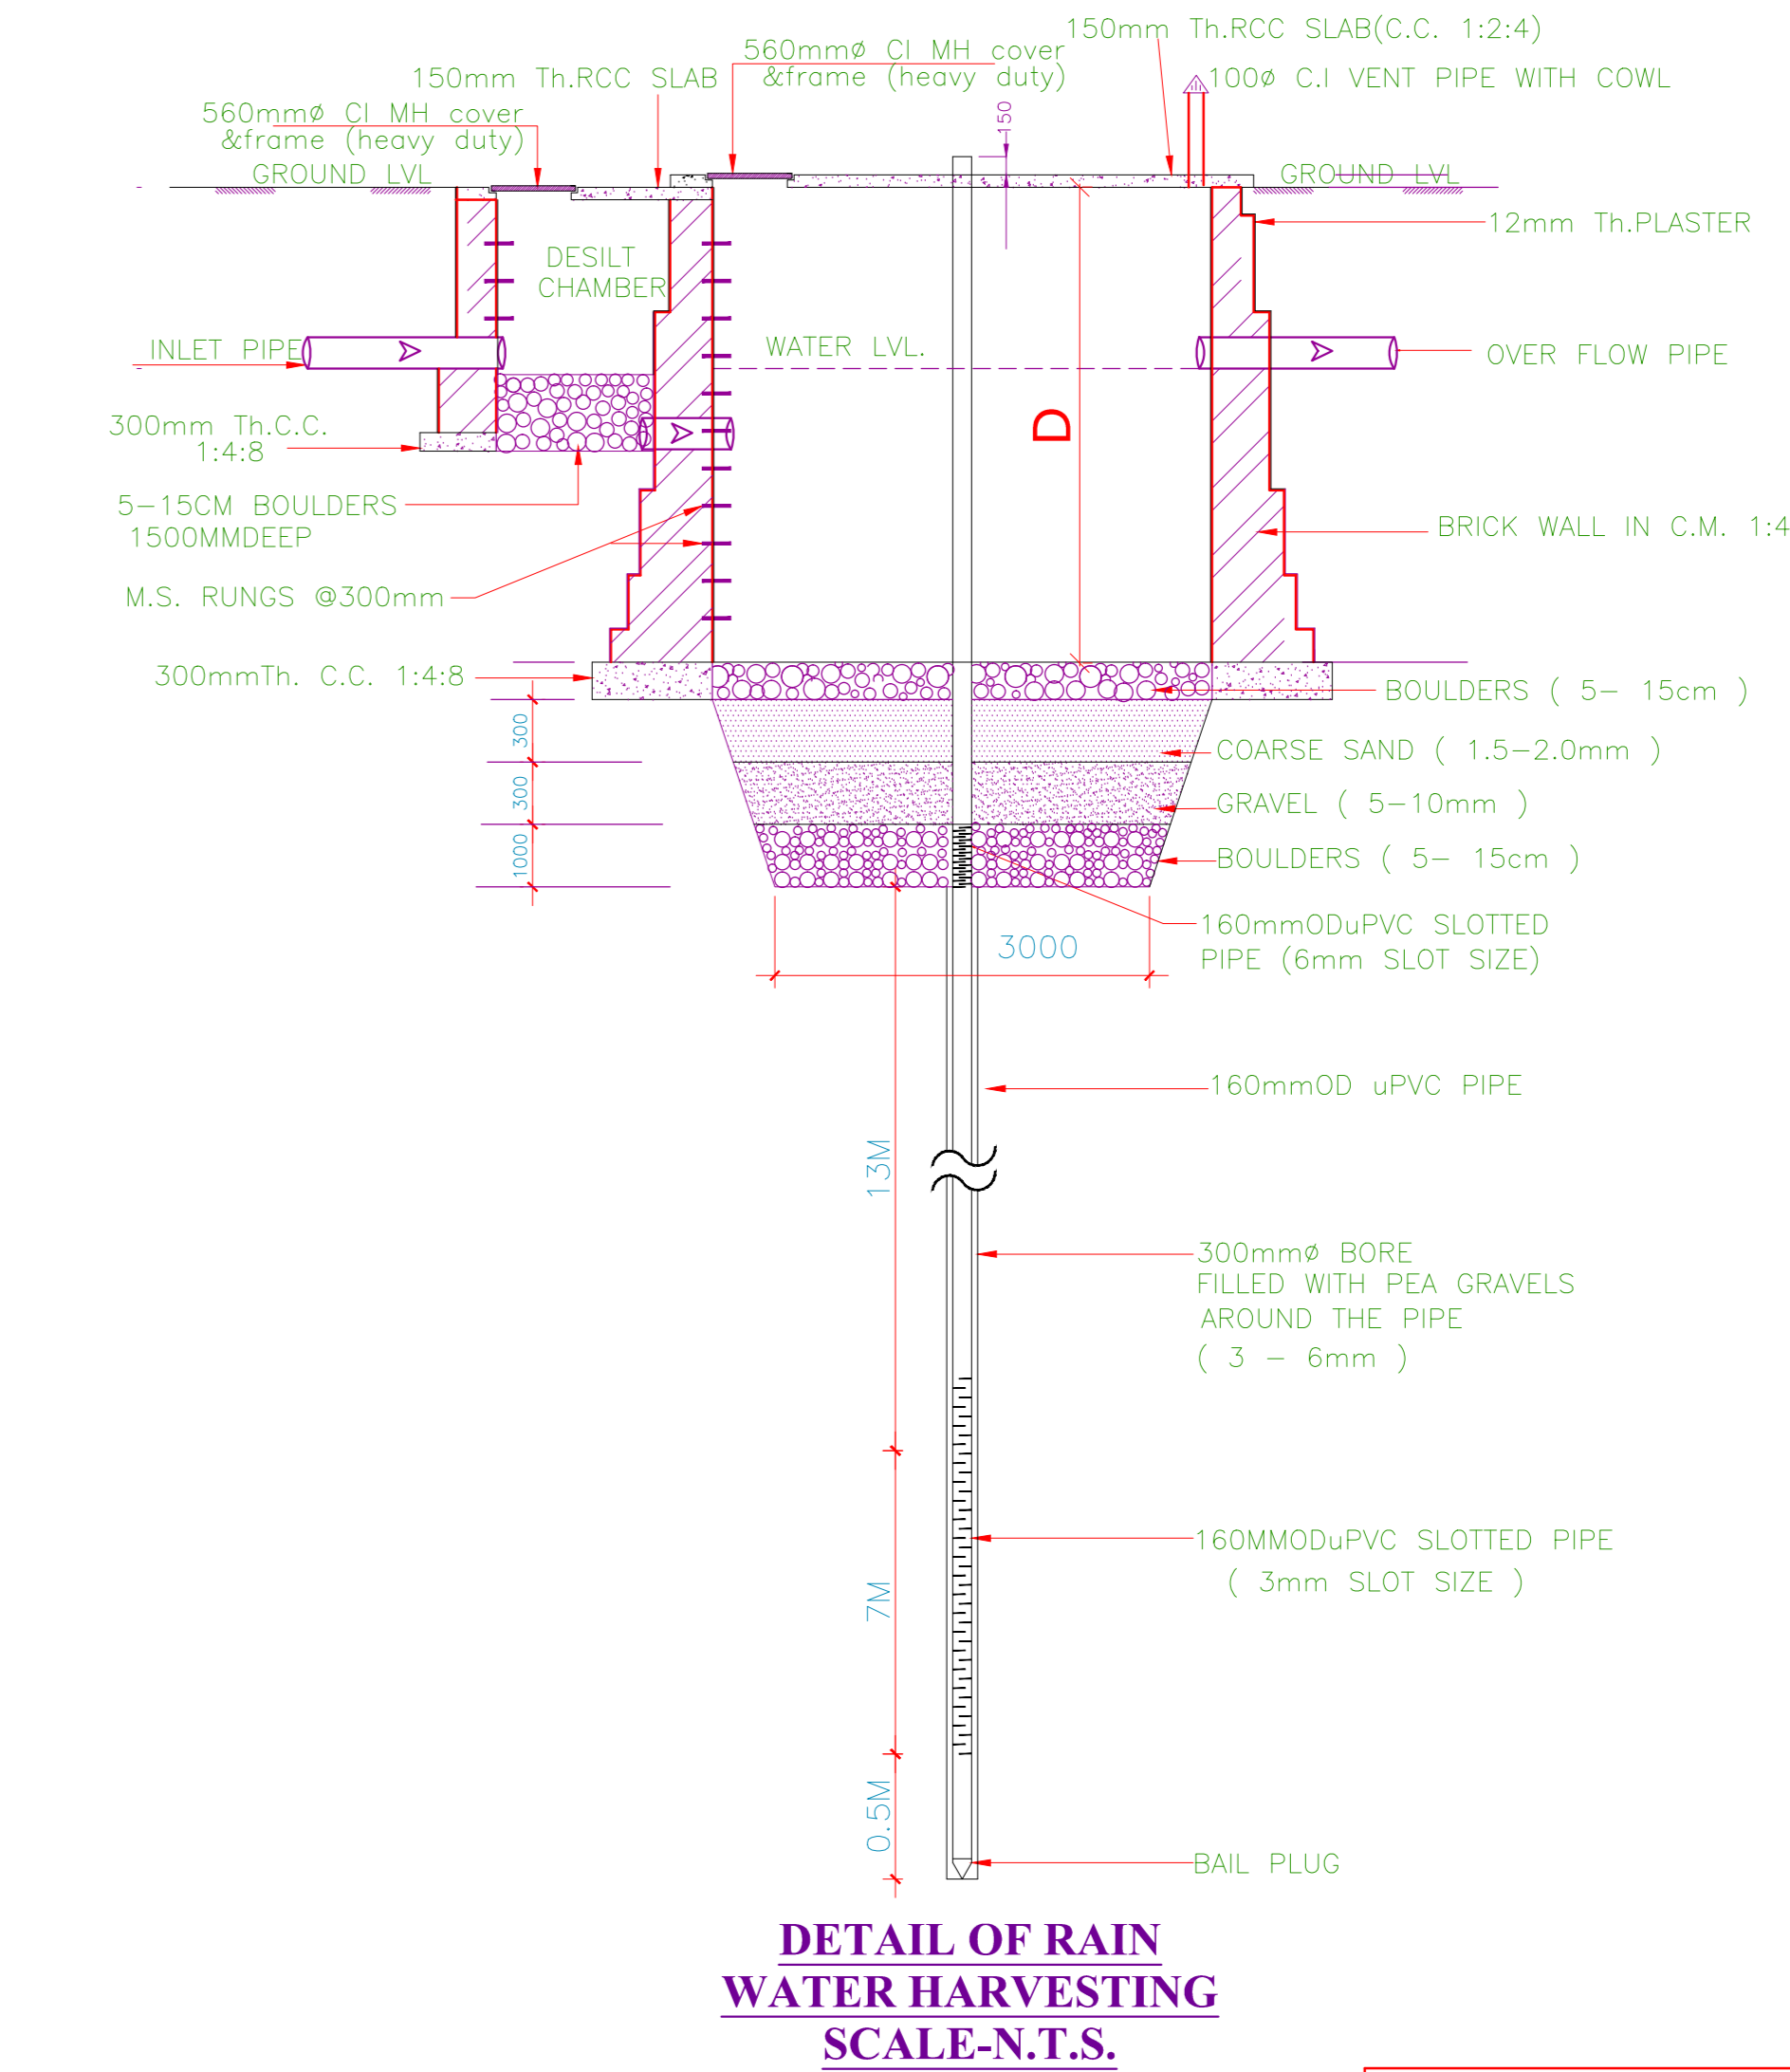 150mm Th.RCC SLAB(C.C. 1:2:4)
560mmø CI MH cover
&frame (heavy duty)
150mm Th.RCC SLAB
100ø C.I VENT PIPE WITH COWL
560mmø CI MH cover
&frame (heavy duty)
150
GROUND LVL
GROUND LVL
12mm Th.PLASTER
DESILT
CHAMBER
INLET PIPE
WATER LVL.
OVER FLOW PIPE
D
300mm Th.C.C.
1:4:8
5-15CM BOULDERS
1500MMDEEP
BRICK WALL IN C.M. 1:4
M.S. RUNGS @300mm
300mmTh. C.C. 1:4:8
BOULDERS ( 5- 15cm )
300
COARSE SAND ( 1.5-2.0mm )
300
GRAVEL ( 5-10mm )
1000
BOULDERS ( 5- 15cm )
160mmODuPVC SLOTTED
PIPE (6mm SLOT SIZE)
3000
160mmOD uPVC PIPE
13M
300mmø BORE
FILLED WITH PEA GRAVELS
AROUND THE PIPE
( 3 - 6mm )
160MMODuPVC SLOTTED PIPE
( 3mm SLOT SIZE )
7M
0.5M
BAIL PLUG
DETAIL OF RAIN
WATER HARVESTING
SCALE-N.T.S.